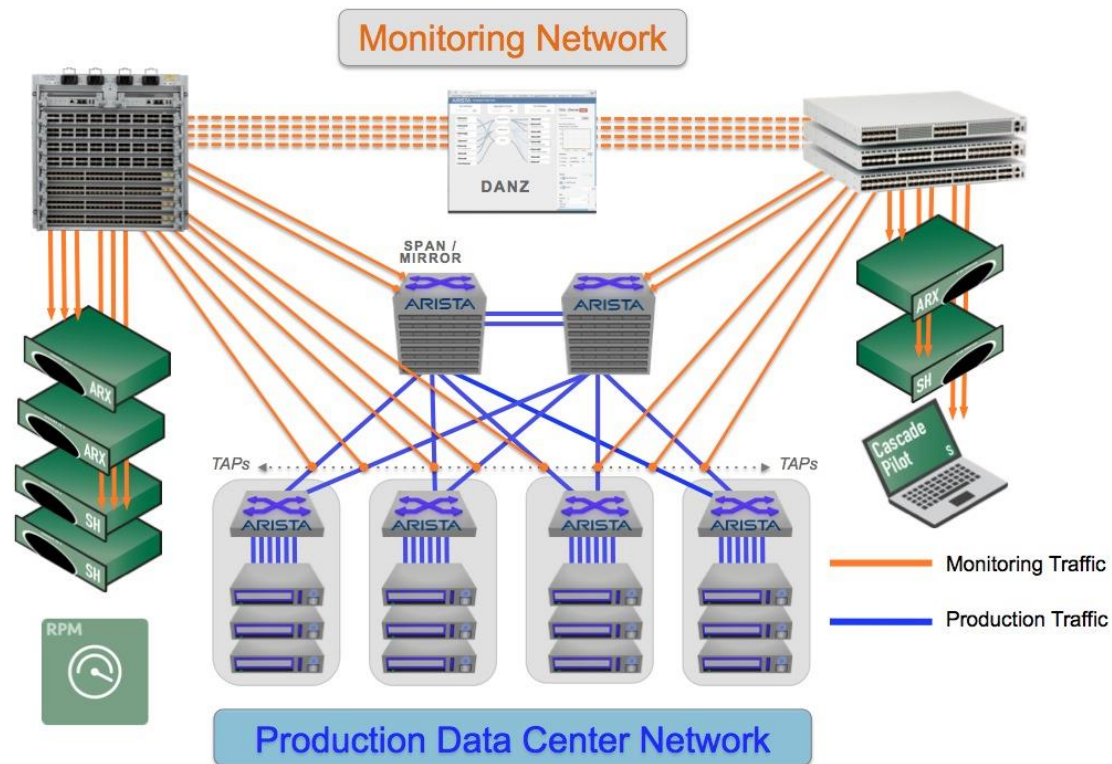 Monitoring Network
ARISTA
DANZ
SPAN /
MIRROR
ARISTA
ARISTA
ARX
SH
Cascade
Pilot
S
ARX
ARX
SH
SH
TAPs
TAPs
ARISTA
ARISTA
ARISTA
ARISTA
Monitoring Traffic
Production Traffic
RPM
Production Data Center Network